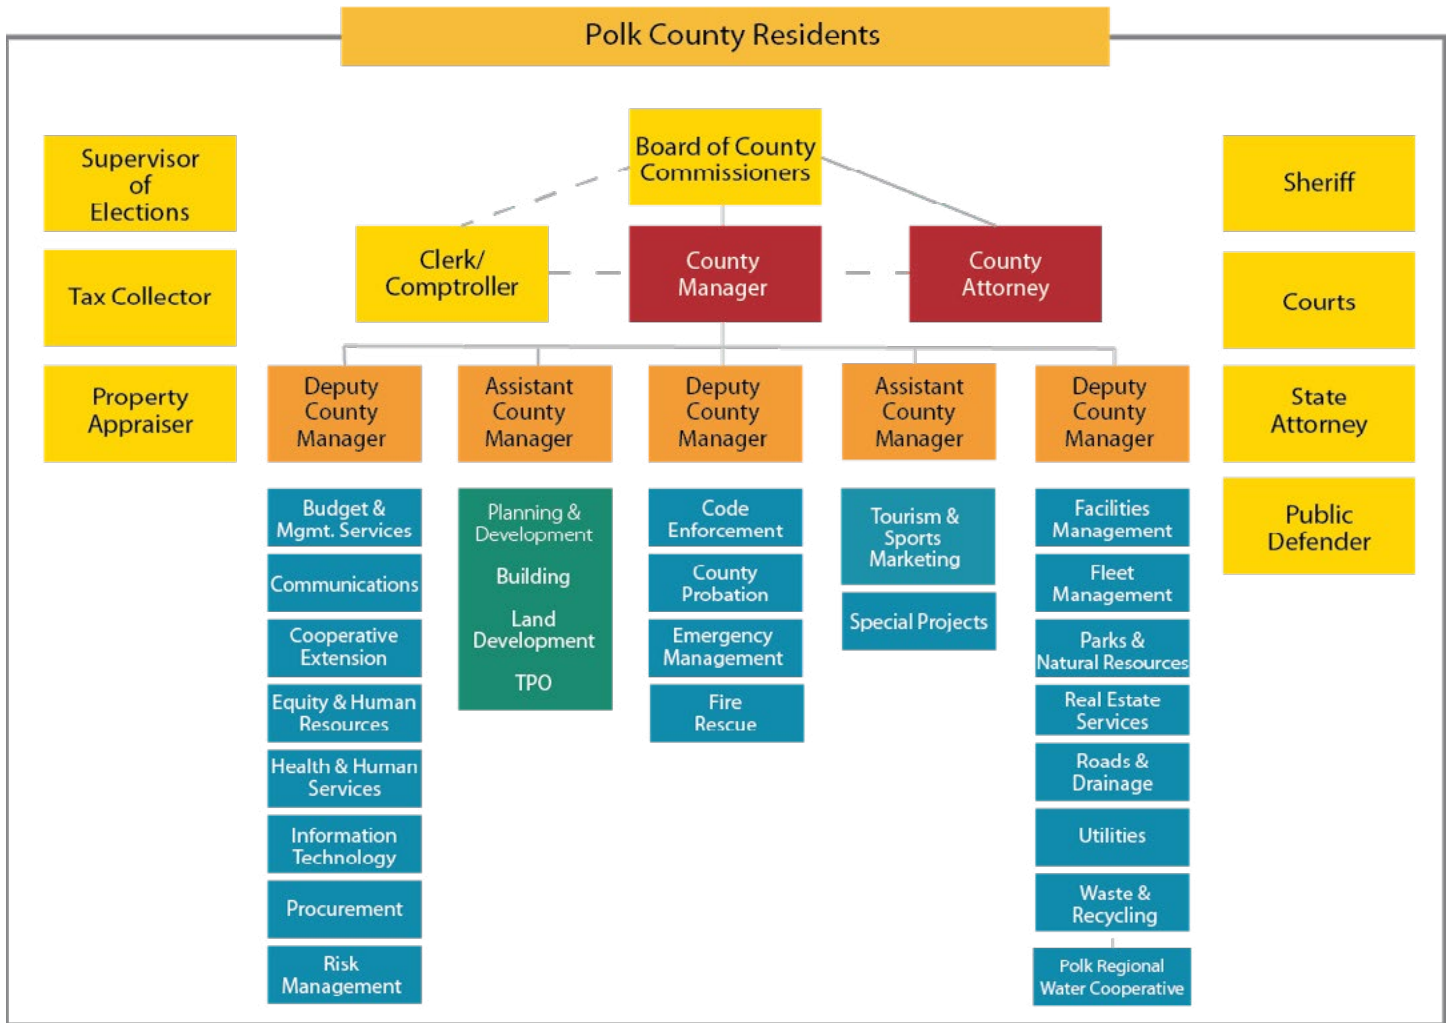 Polk County Residents
Board of County
Commissioners
Supervisor
of
Elections
Tax Collector
Property
Appraiser
Clerk/
Comptroller
County
Manager
County
Attorney
Sheriff
Courts
State
Attorney
Public
Defender
Deputy
County
Manager
Budget &
Mgmt. Services
Communications
Cooperative
Extension
Equity & Human
Resources
Health & Human
Services
Information
Technology
Procurement
Risk
Management
Assistant
County
Manager
Planning &
Development
Building
Land
Development
TPO
Deputy
County
Manager
Code
Enforcement
County
Probation
Emergency
Management
Fire
Rescue
Assistant
County
Manager
Tourism &
Sports
Marketing
Special Projects
Deputy
County
Manager
Facilities
Management
Fleet
Management
Parks &
Natural Resources
Real Estate
Services
Roads &
Drainage
Utilities
Waste &
Recycling
Polk Regional
Water Cooperative